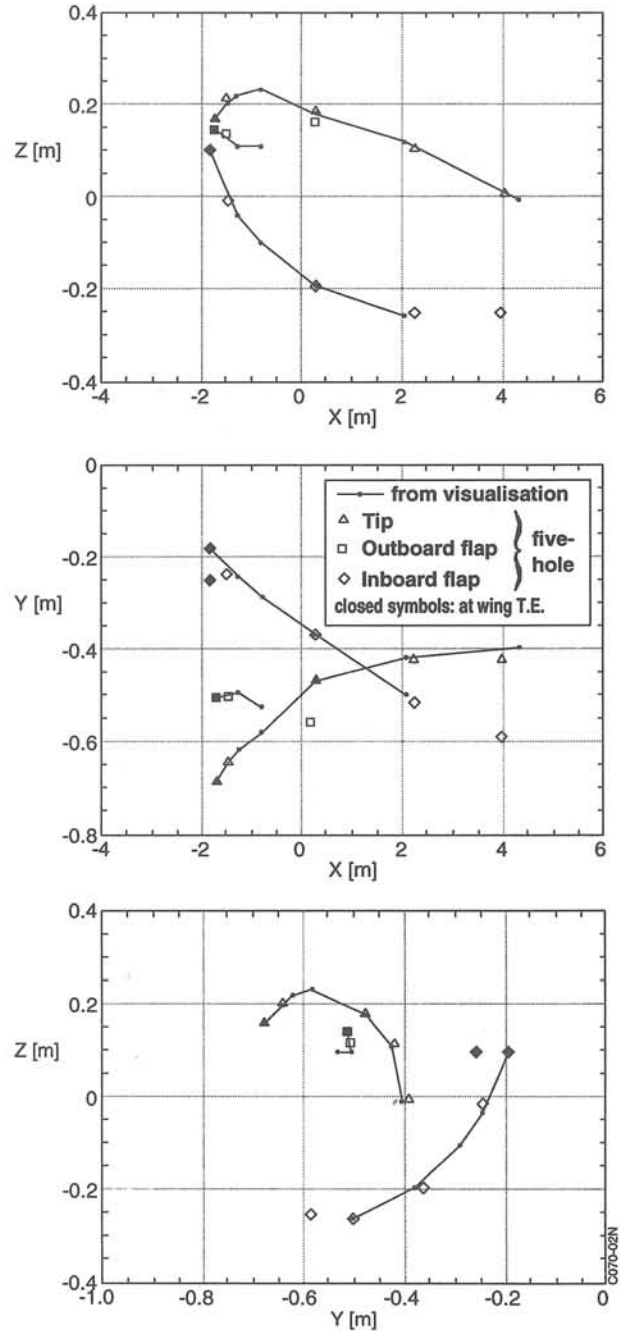 0.4
0.2
Z [m]
0
-0.2
-0.4
-4 -2 0 2 4 6
X [m]
0
-0.2
Y [m]
-0.4
-0.6
-0.8
from visualisation
Tip
Outboard flap
Inboard flap
five-
hole
closed symbols: at wing T.E.
-4 -2 0 2 4 6
X [m]
0.4
0.2
Z [m]
0
-0.2
-0.4
-1.0 -0.8 -0.6 -0.4 -0.2 0
Y [m]
C070-02N